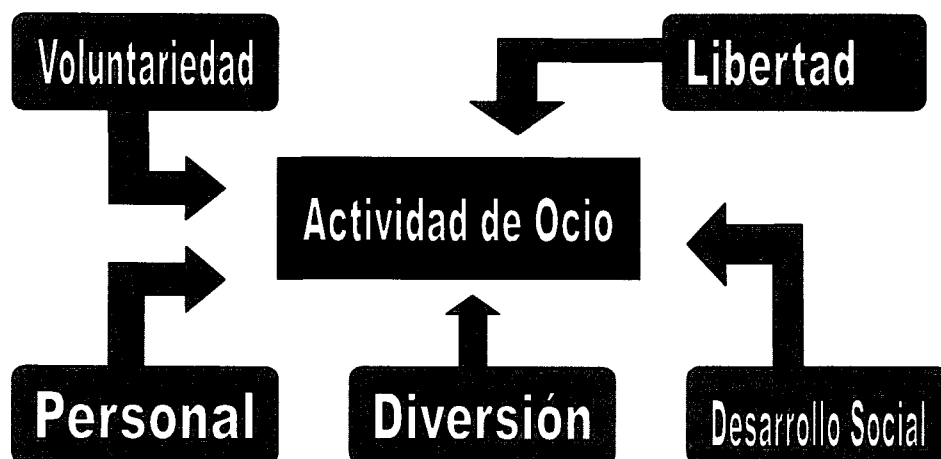 Voluntariedad
Libertad
Actividad de Ocio
Personal
Diversión
Desarrollo Social